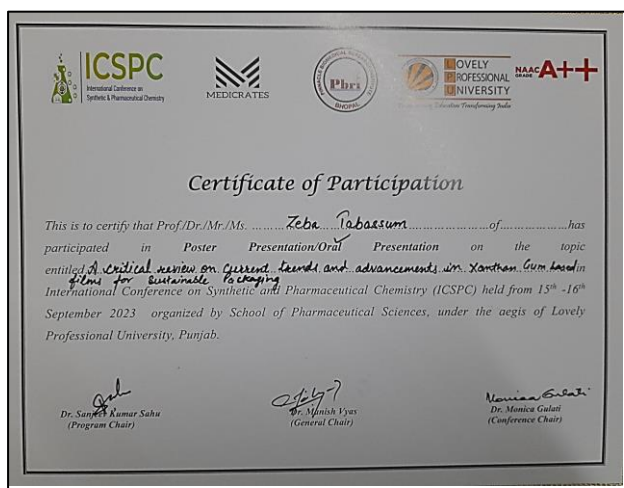 ICSPC
International Conference on
Synthetic & Pharmaceutical Chemistry
MEDICRATES
Pbri
BHOPAL
LOVELY
PROFESSIONAL
UNIVERSITY
Education Transforming India
NAAC
GRADE
A++
Certificate of Participation
This is to certify that Prof/Dr./Mr./Ms. ........Zeba Tabassum....................of.................has
participated in Poster Presentation/Oral Presentation on the topic
entitled A critical review on current trends and advancements in Xanthan Gum based in
films for Sustainable Packaging
International Conference on Synthetic and Pharmaceutical Chemistry (ICSPC) held from 15th -16th
September 2023 organized by School of Pharmaceutical Sciences, under the aegis of Lovely
Professional University, Punjab.
Monica Gulati
Dr. Sanjeev Kumar Sahu
(Program Chair)
Dr. Manish Vyas
(General Chair)
Dr. Monica Gulati
(Conference Chair)